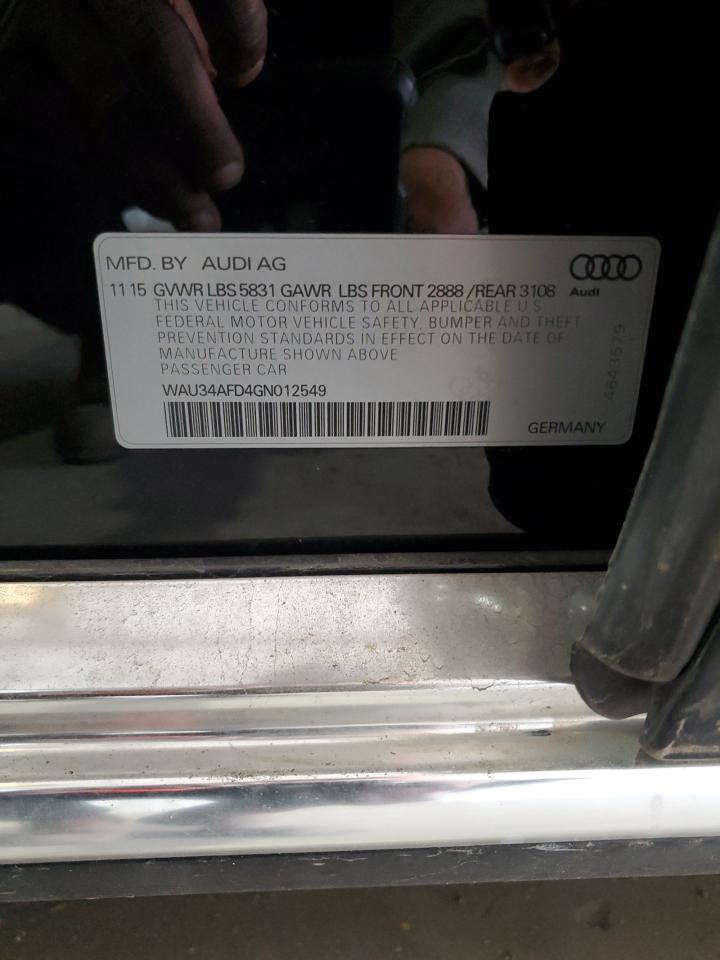 MFD. BY AUDI AG
11 15 GVWR LBS 5831 GAWR LBS FRONT 2888 /REAR 3108
Audi
THIS VEHICLE CONFORMS TO ALL APPLICABLE U S
FEDERAL MOTOR VEHICLE SAFETY, BUMPER AND THEFT
PREVENTION STANDARDS IN EFFECT ON THE DATE OF
MANUFACTURE SHOWN ABOVE
PASSENGER CAR
WAU34AFD4GN012549
GERMANY
4643579